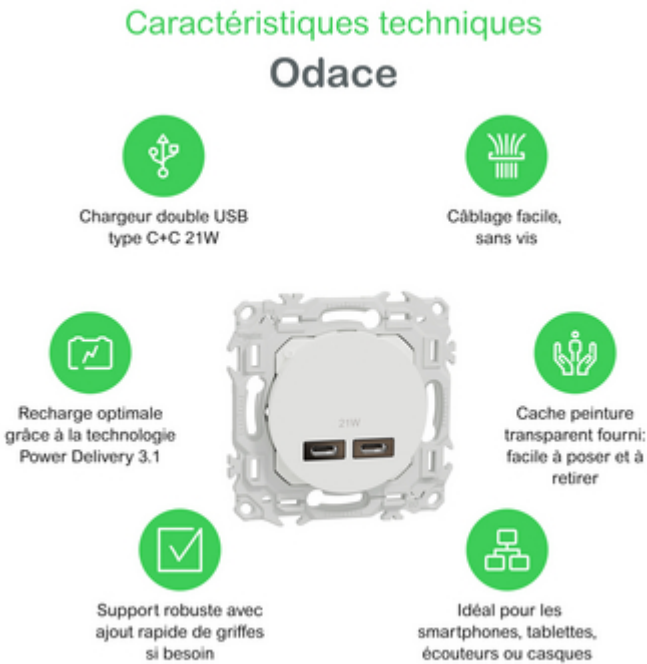 Caractéristiques techniques
Odace
Chargeur double USB
type C+C 21W
Câblage facile,
sans vis
Recharge optimale
grâce à la technologie
Power Delivery 3.1
21W
Cache peinture
transparent fourni:
facile à poser et à
retirer
Support robuste avec
ajout rapide de griffes
si besoin
Idéal pour les
smartphones, tablettes,
écouteurs ou casques